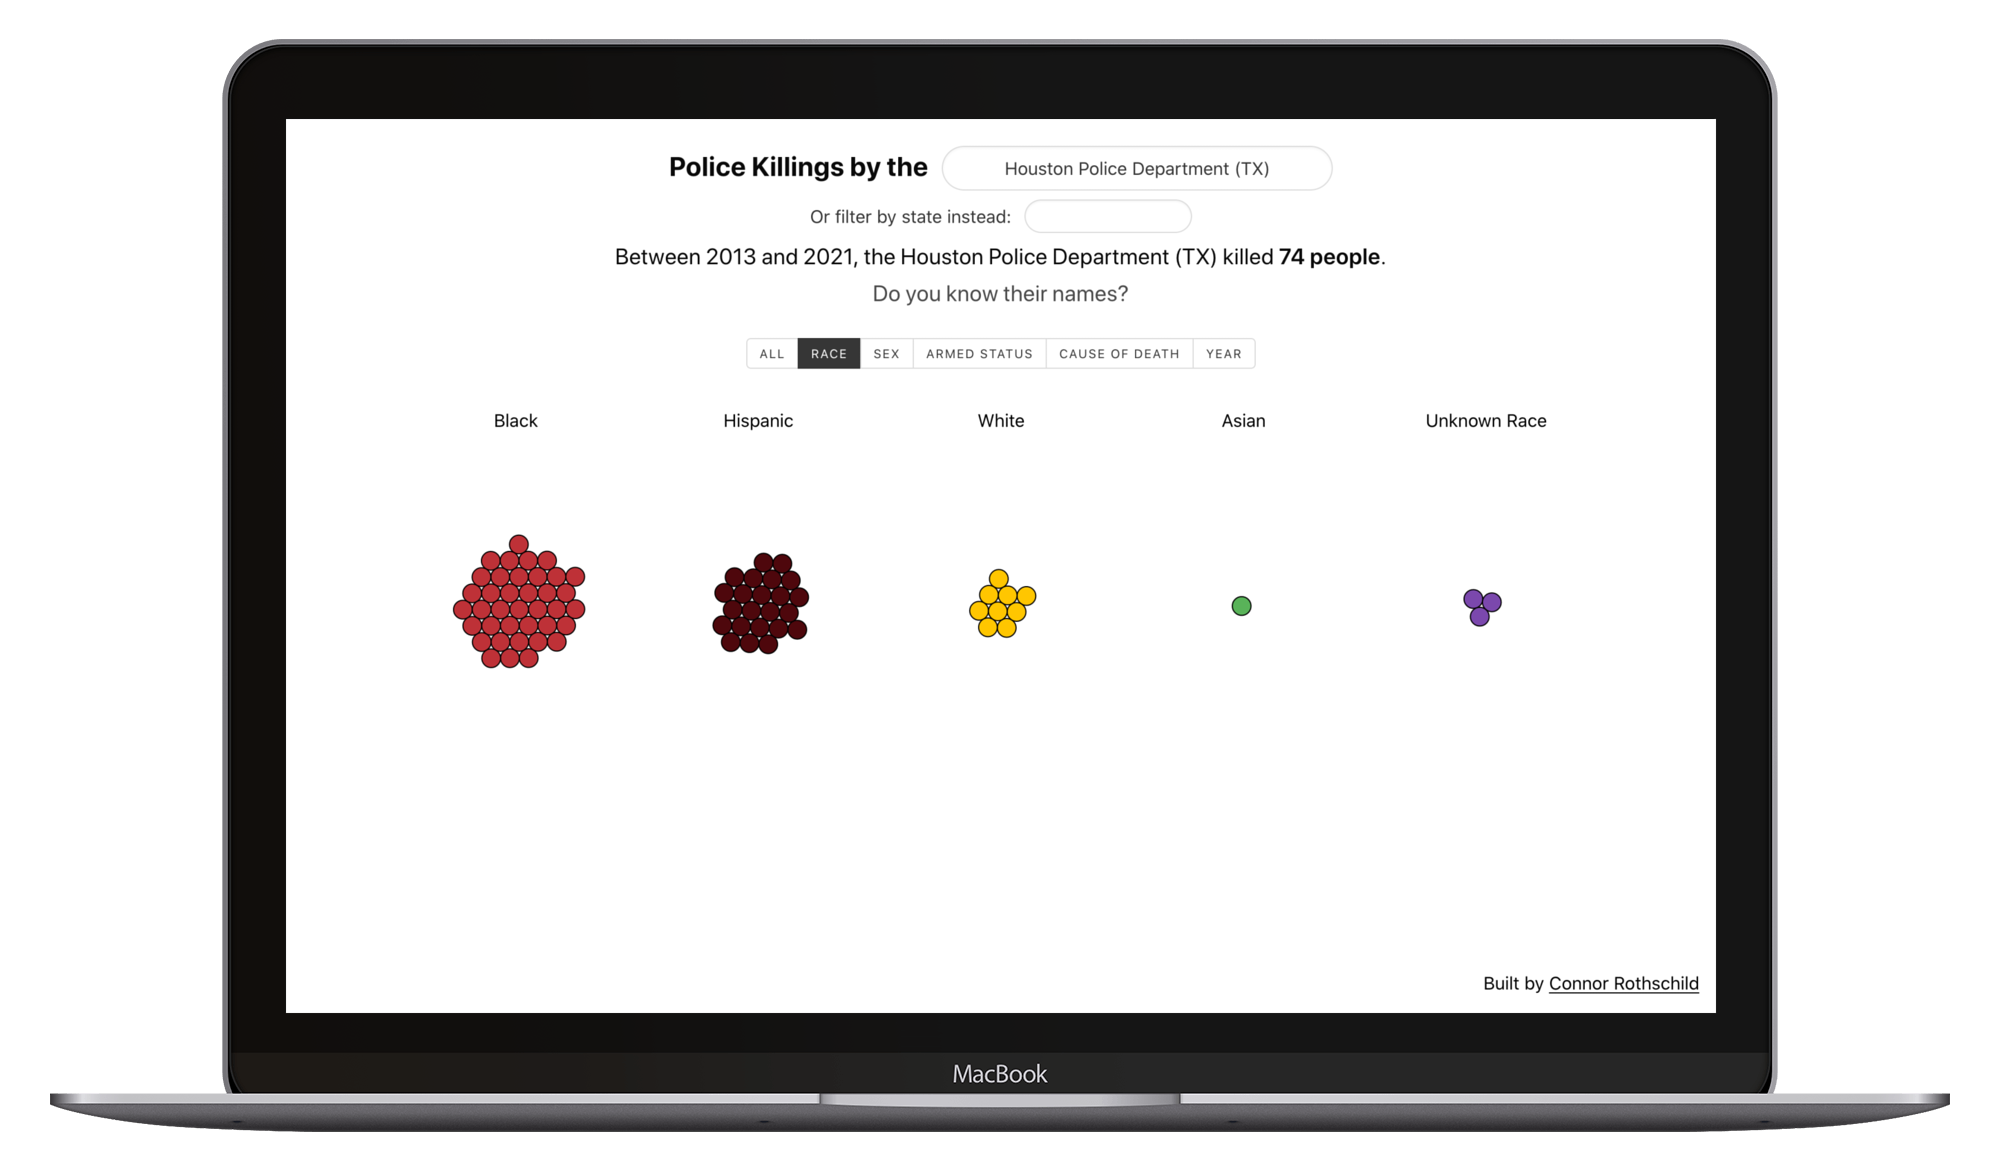 Police Killings by the Houston Police Department (TX)
Or filter by state instead:
Between 2013 and 2021, the Houston Police Department (TX) killed 74 people.
Do you know their names?
ALL RACE SEX ARMED STATUS CAUSE OF DEATH YEAR
Black Hispanic White Asian Unknown Race
Built by Connor Rothschild
MacBook